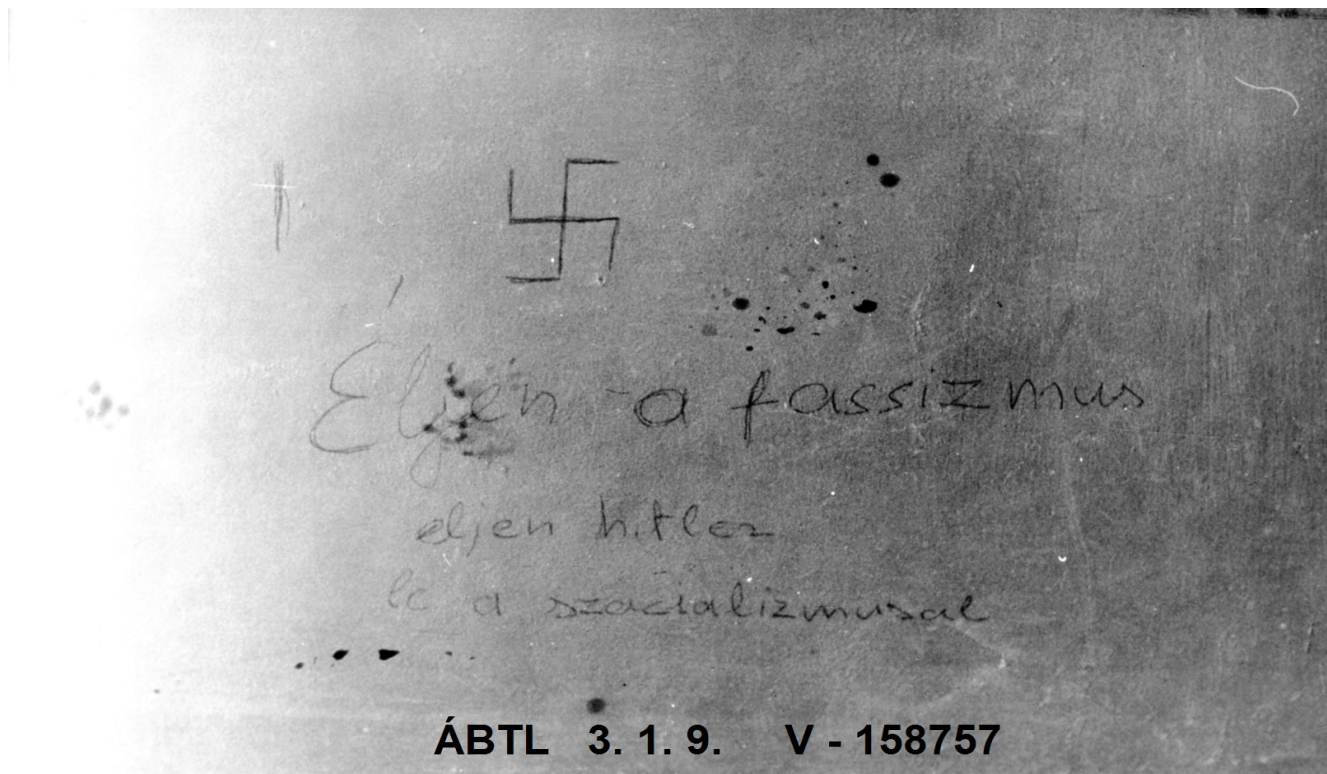 Éljen a fassizmus
eljen hitler
le a szacializmusal
ÁBTL 3. 1. 9. V - 158757